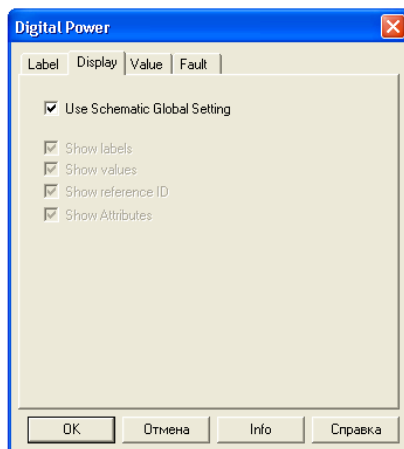 Digital Power
Label Display Value Fault
Use Schematic Global Setting
Show labels
Show values
Show reference ID
Show Attributes
OK Отмена Info Справка